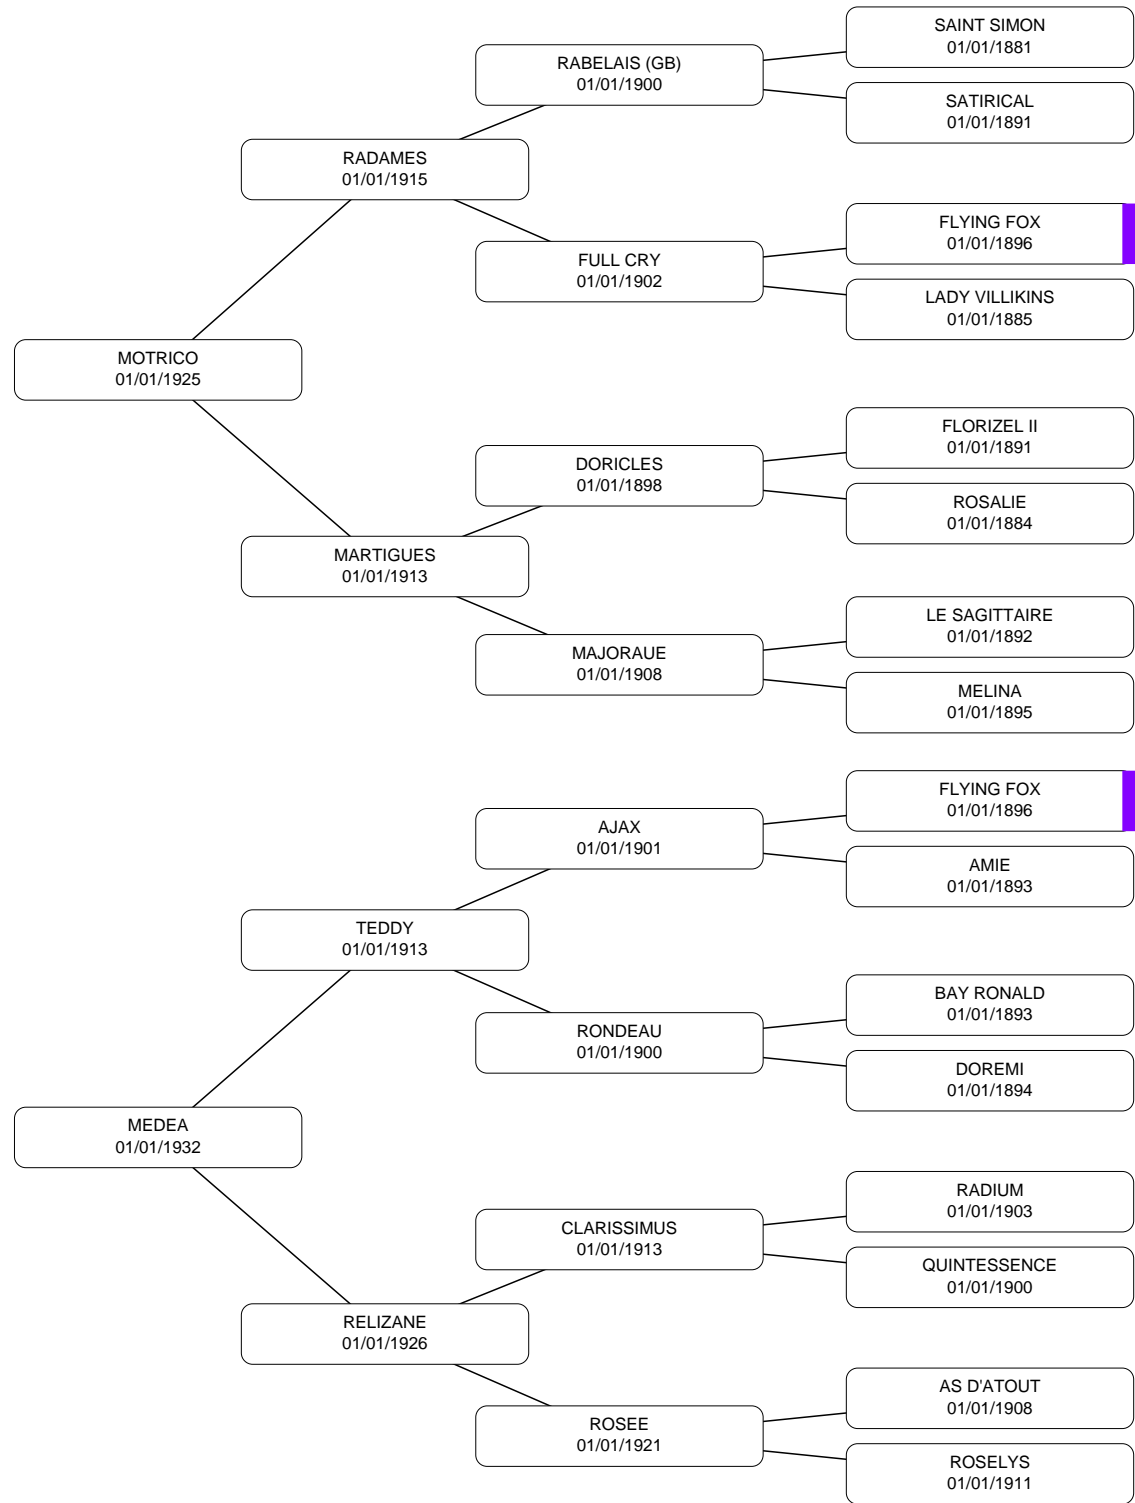 SAINT SIMON
01/01/1881
RABELAIS (GB)
01/01/1900
SATIRICAL
01/01/1891
RADAMES
01/01/1915
FLYING FOX
01/01/1896
FULL CRY
01/01/1902
LADY VILLIKINS
01/01/1885
MOTRICO
01/01/1925
FLORIZEL II
01/01/1891
DORICLES
01/01/1898
ROSALIE
01/01/1884
MARTIGUES
01/01/1913
LE SAGITTAIRE
01/01/1892
MAJORAUE
01/01/1908
MELINA
01/01/1895
FLYING FOX
01/01/1896
AJAX
01/01/1901
AMIE
01/01/1893
TEDDY
01/01/1913
BAY RONALD
01/01/1893
RONDEAU
01/01/1900
DOREMI
01/01/1894
MEDEA
01/01/1932
RADIUM
01/01/1903
CLARISSIMUS
01/01/1913
QUINTESSENCE
01/01/1900
RELIZANE
01/01/1926
AS D'ATOUT
01/01/1908
ROSEE
01/01/1921
ROSELYS
01/01/1911